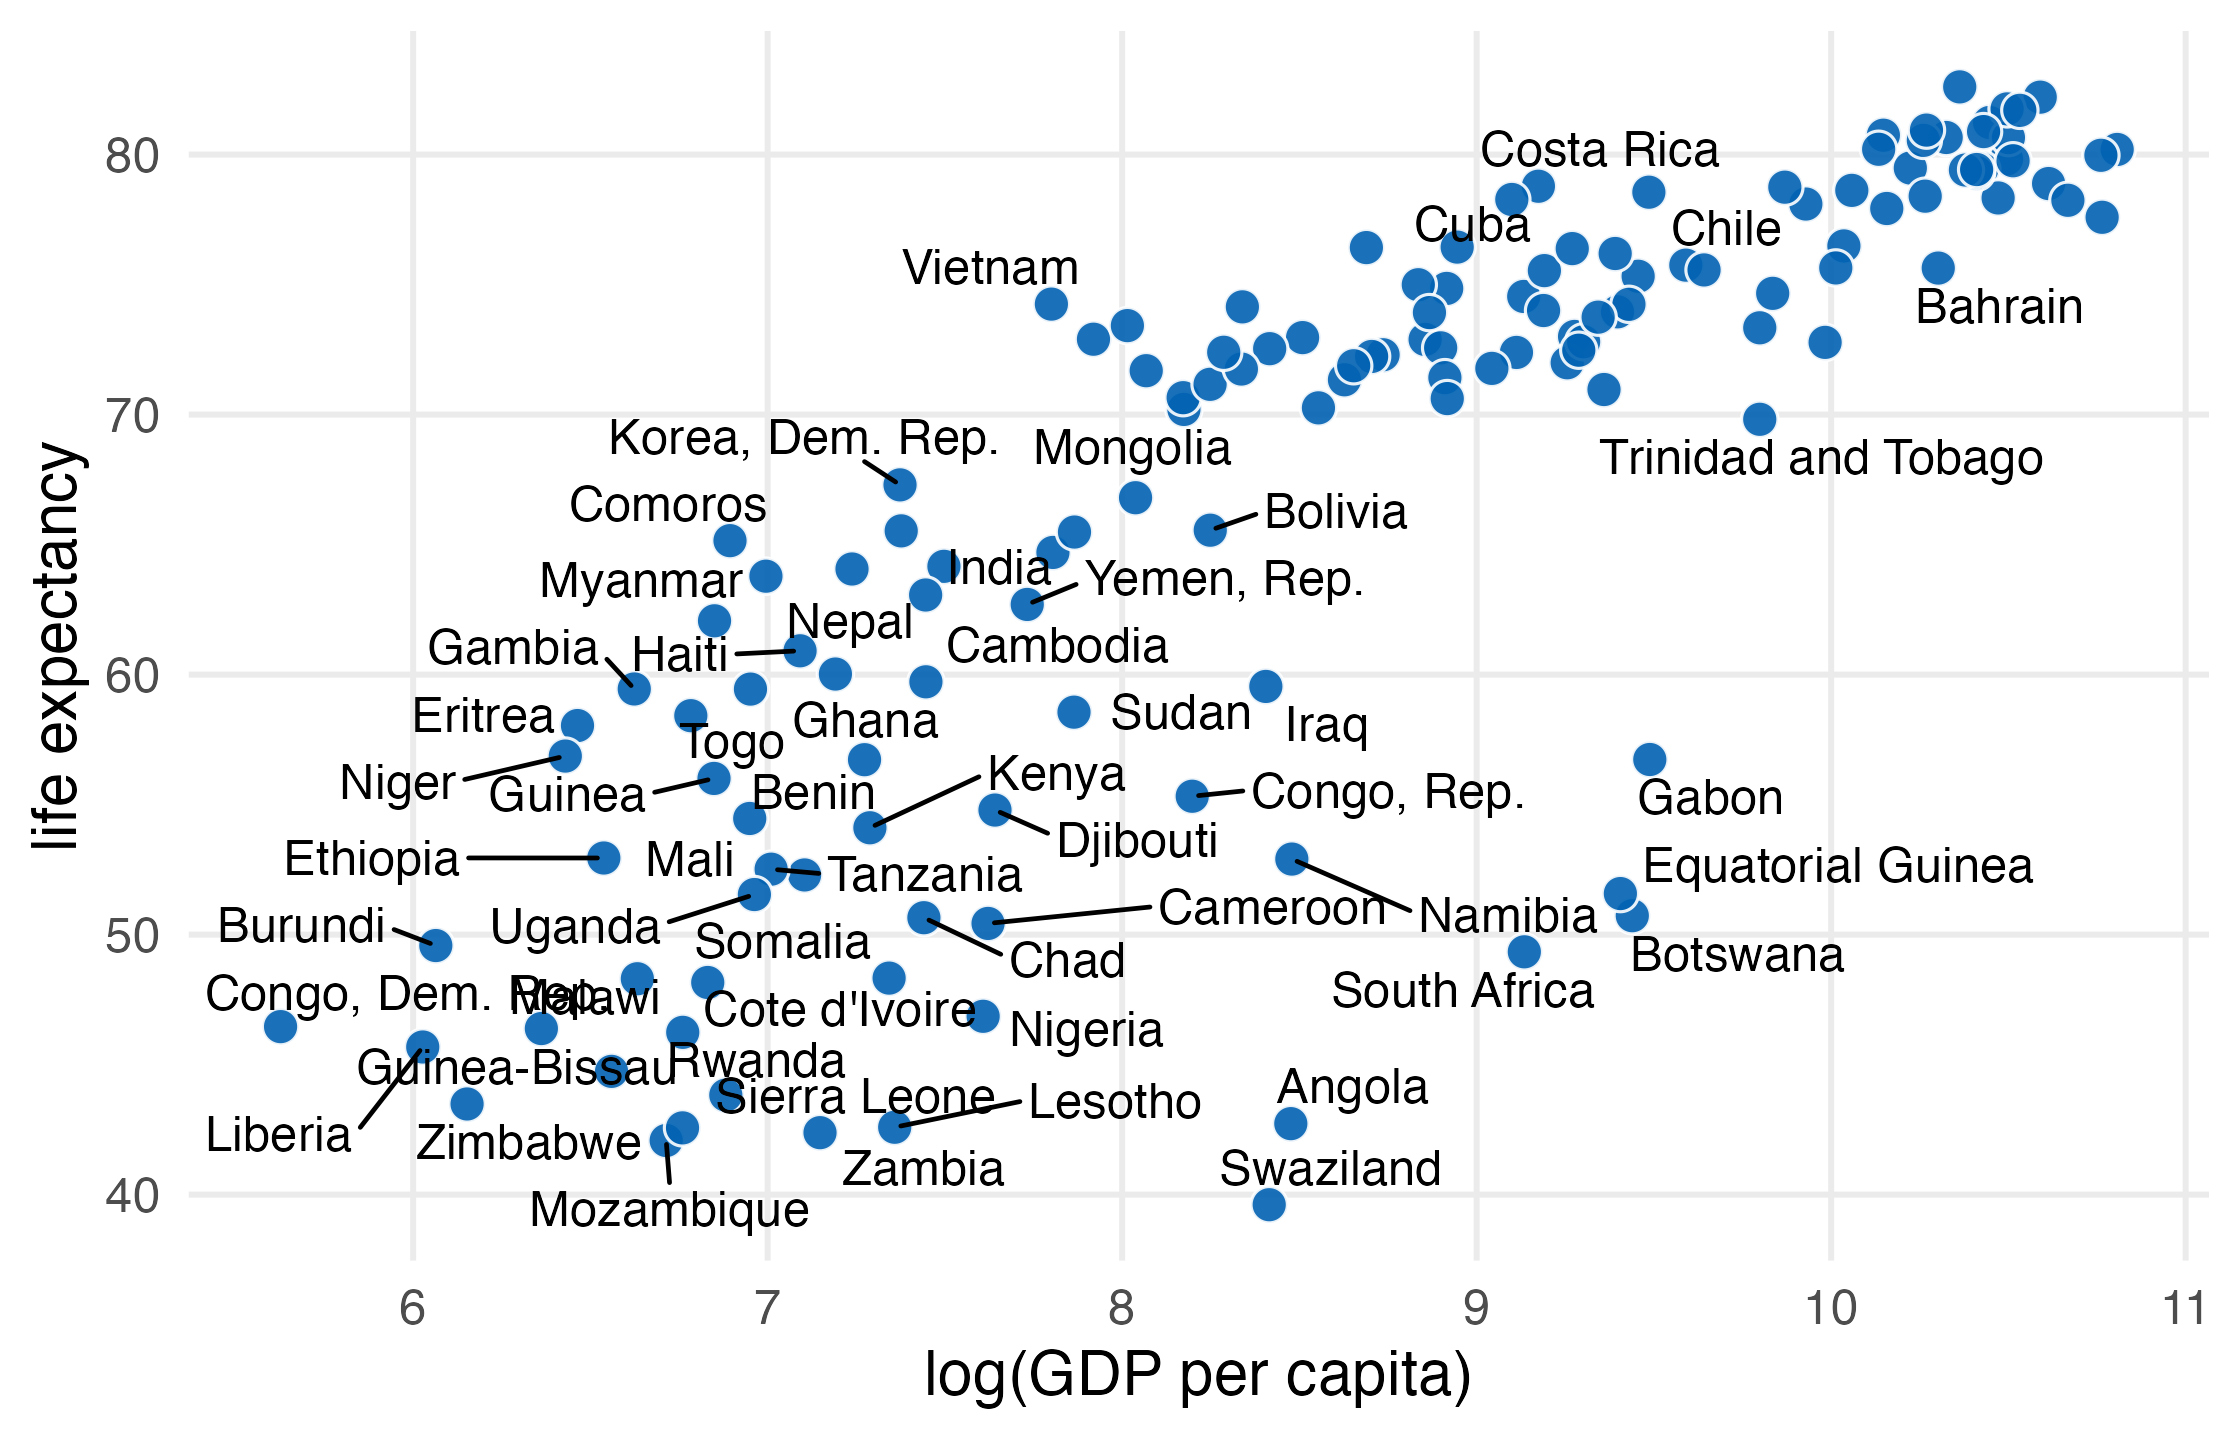 80
70
60
50
40
life expectancy
Costa Rica
Cuba
Chile
Vietnam
Bahrain
Korea, Dem. Rep.
Mongolia
Trinidad and Tobago
Comoros
Bolivia
Myanmar
India
Yemen, Rep.
Nepal
Gambia
Haiti
Cambodia
Eritrea
Togo
Ghana
Sudan
Iraq
Niger
Guinea
Benin
Kenya
Congo, Rep.
Gabon
Djibouti
Ethiopia
Mali
Tanzania
Equatorial Guinea
Burundi
Uganda
Somalia
Cameroon
Namibia
Chad
Botswana
Congo, Dem. Rep.
Malawi
Cote d'Ivoire
Nigeria
South Africa
Guinea-Bissau
Rwanda
Sierra Leone
Lesotho
Angola
Liberia
Zimbabwe
Zambia
Swaziland
Mozambique
6
7
8
9
10
11
log(GDP per capita)